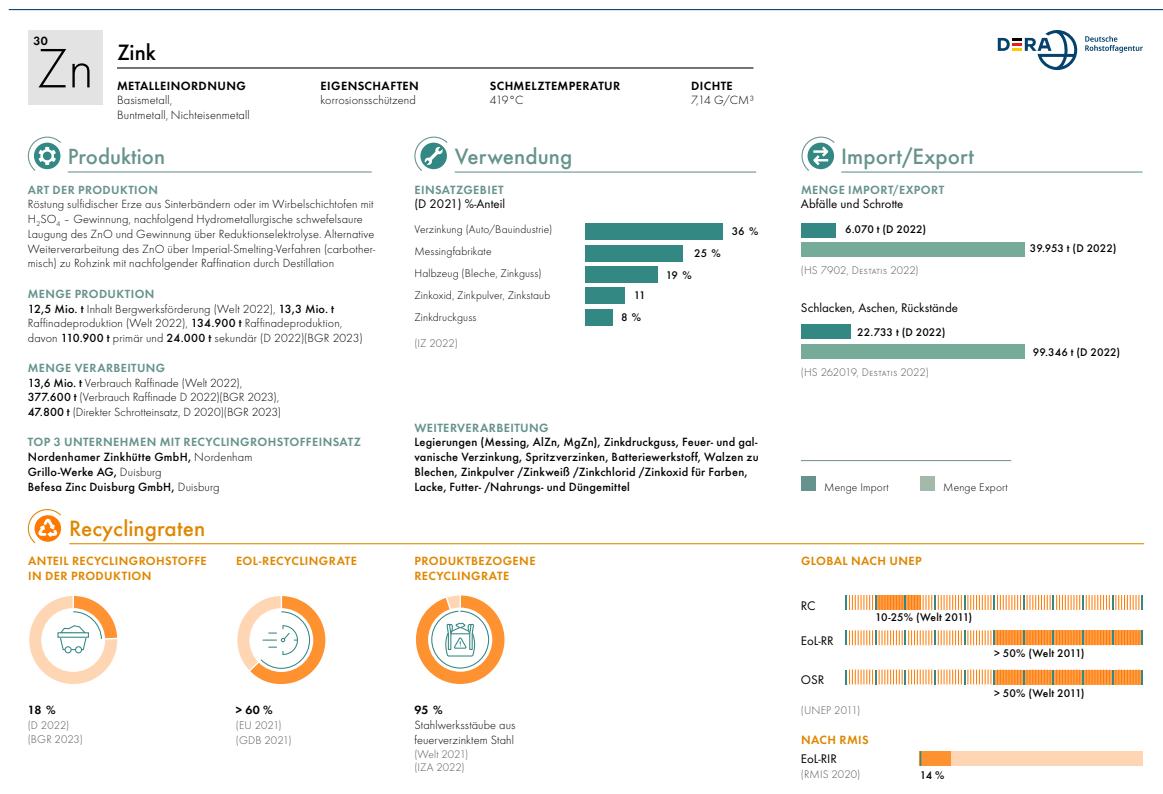 30
Zn
Zink
DERA
Deutsche
Rohstoffagentur
METALLEINORDNUNG
Basismetall,
Buntmetall, Nichteisenmetall
EIGENSCHAFTEN
korrosionsschützend
SCHMELZTEMPERATUR
419°C
DICHTE
7,14 G/CM³
Produktion
ART DER PRODUKTION
Röstung sulfidischer Erze aus Sinterbändern oder im Wirbelschichtofen mit
H₂SO₄ – Gewinnung, nachfolgend Hydrometallurgische schwefelsaure
Laugung des ZnO und Gewinnung über Reduktionselektrolyse. Alternative
Weiterverarbeitung des ZnO über Imperial-Smelting-Verfahren (carbother-
misch) zu Rohzink mit nachfolgender Raffination durch Destillation
MENGE PRODUKTION
12,5 Mio. t Inhalt Bergwerksförderung (Welt 2022), 13,3 Mio. t
Raffinadeproduktion (Welt 2022), 134.900 t Raffinadeproduktion,
davon 110.900 t primär und 24.000 t sekundär (D 2022)(BGR 2023)
MENGE VERARBEITUNG
13,6 Mio. t Verbrauch Raffinade (Welt 2022),
377.600 t (Verbrauch Raffinade D 2022)(BGR 2023),
47.800 t (Direkter Schrotteinsatz, D 2020)(BGR 2023)
TOP 3 UNTERNEHMEN MIT RECYCLINGROHSTOFFEINSATZ
Nordenhamer Zinkhütte GmbH, Nordenham
Grillo-Werke AG, Duisburg
Befesa Zinc Duisburg GmbH, Duisburg
Verwendung
EINSATZGEBIET
(D 2021) %-Anteil
Verzinkung (Auto/Bauindustrie) 36 %
Messingfabrikate 25 %
Halbzeug (Bleche, Zinkguss) 19 %
Zinkoxid, Zinkpulver, Zinkstaub 11
Zinkdruckguss 8 %
(IZ 2022)
WEITERVERARBEITUNG
Legierungen (Messing, AlZn, MgZn), Zinkdruckguss, Feuer- und gal-
vanische Verzinkung, Spritzverzinken, Batteriewerkstoff, Walzen zu
Blechen, Zinkpulver /Zinkweiß /Zinkchlorid /Zinkoxid für Farben,
Lacke, Futter- /Nahrungs- und Düngemittel
Import/Export
MENGE IMPORT/EXPORT
Abfälle und Schrotte
6.070 t (D 2022)
39.953 t (D 2022)
(HS 7902, Destatis 2022)
Schlacken, Aschen, Rückstände
22.733 t (D 2022)
99.346 t (D 2022)
(HS 262019, Destatis 2022)
Menge Import
Menge Export
Recyclingraten
ANTEIL RECYCLINGROHSTOFFE
IN DER PRODUKTION
18 %
(D 2022)
(BGR 2023)
EOL-RECYCLINGRATE
> 60 %
(EU 2021)
(GDB 2021)
PRODUKTBEZOGENE
RECYCLINGRATE
95 %
Stahlwerksstäube aus
feuerverzinktem Stahl
(Welt 2021)
(IZA 2022)
GLOBAL NACH UNEP
RC
10-25% (Welt 2011)
EoL-RR
> 50% (Welt 2011)
OSR
> 50% (Welt 2011)
(UNEP 2011)
NACH RMIS
EoL-RIR
(RMIS 2020)
14 %